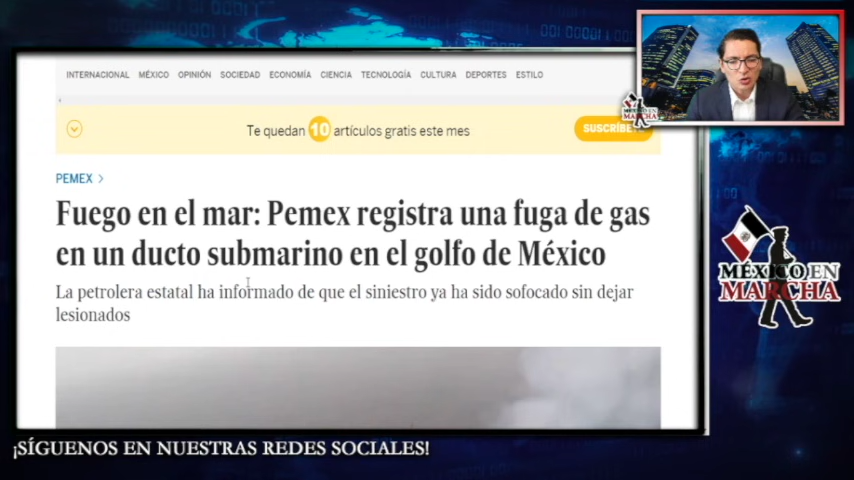 INTERNACIONAL MÉXICO OPINIÓN SOCIEDAD ECONOMÍA CIENCIA TECNOLOGÍA CULTURA DEPORTES ESTILO
Te quedan 10 artículos gratis este mes
PEMEX >
Fuego en el mar: Pemex registra una fuga de gas
en un ducto submarino en el golfo de México
La petrolera estatal ha informado de que el siniestro ya ha sido sofocado sin dejar
lesionados
MÉXICO EN
MARCHA
MÉXICO EN
MARCHA
¡SÍGUENOS EN NUESTRAS REDES SOCIALES!